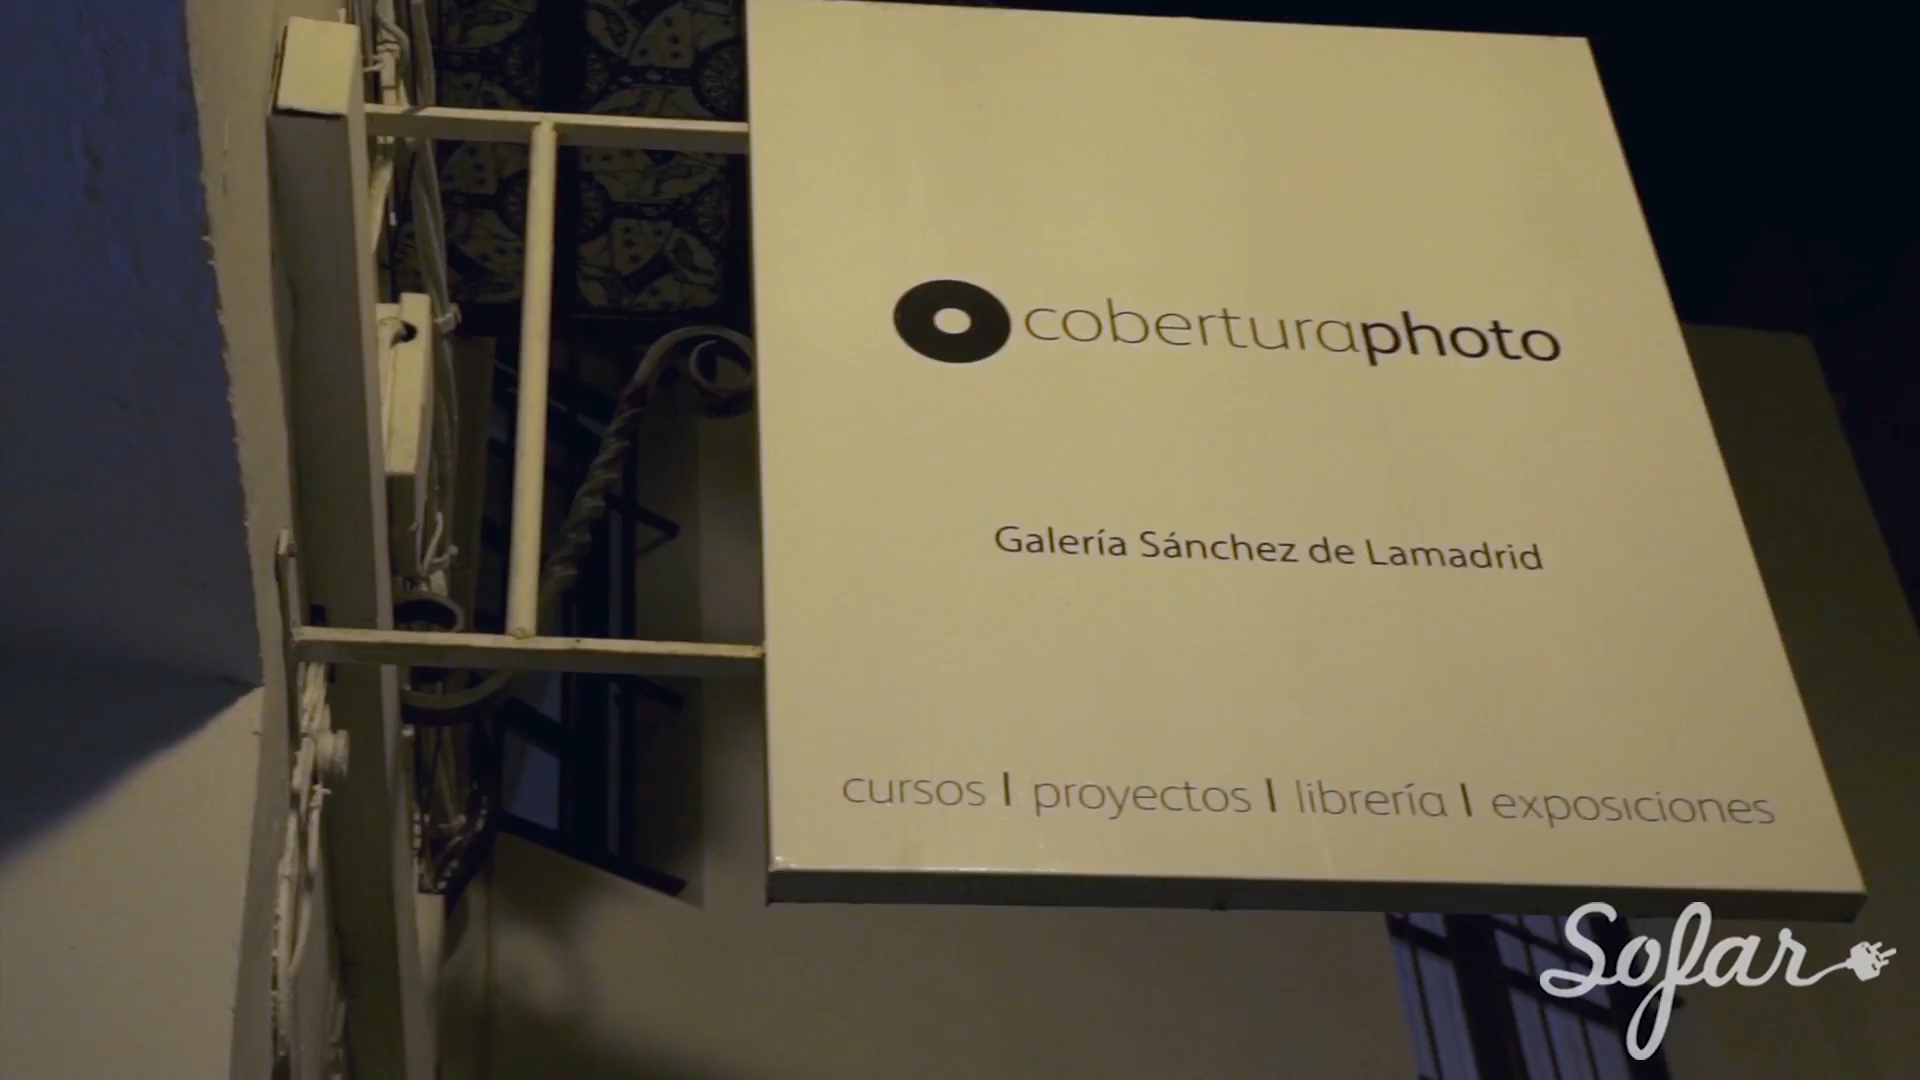 coberturaphoto
Galería Sánchez de Lamadrid
cursos | proyectos | librería | exposiciones
Sofar